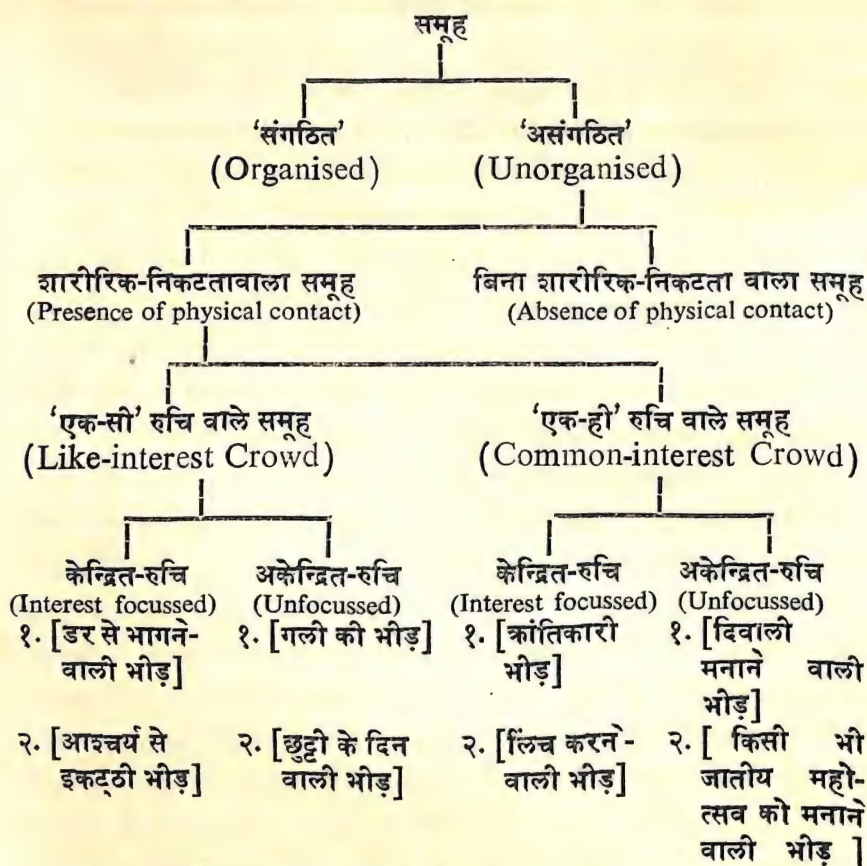 समूह
'संगठित' 'असंगठित'
(Organised) (Unorganised)
शारीरिक-निकटतावाला समूह बिना शारीरिक-निकटता वाला समूह
(Presence of physical contact) (Absence of physical contact)
'एक-सी' रुचि वाले समूह 'एक-ही' रुचि वाले समूह
(Like-interest Crowd) (Common-interest Crowd)
केन्द्रित-रुचि अकेन्द्रित-रुचि केन्द्रित-रुचि अकेन्द्रित-रुचि
(Interest focussed) (Unfocussed) (Interest focussed) (Unfocussed)
१. [डर से भागने- १. [गली की भीड़] १. [क्रांतिकारी १. [दिवाली
वाली भीड़] भीड़] मनाने वाली
भीड़]
२. [आश्चर्य से २. [छुट्टी के दिन २. [लिंच करने- २. [ किसी भी
इकट्ठी भीड़] वाली भीड़] वाली भीड़] जातीय महो-
त्सव को मनाने
वाली भीड़ ]